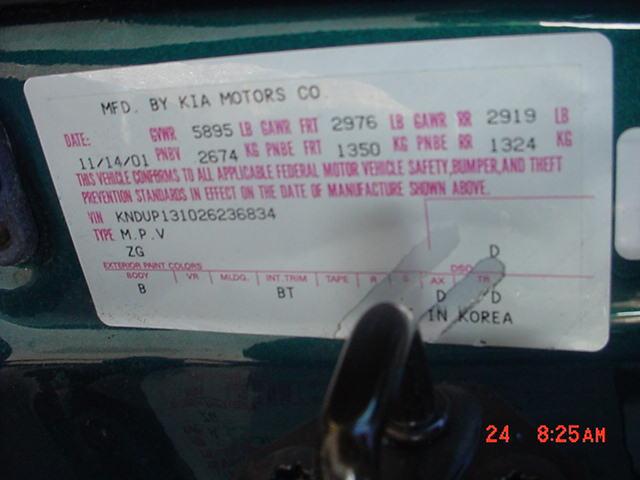 MFD. BY KIA MOTORS CO
DATE: GVWR 5895 LB GAWR FRT 2976 LB GAWR RR 2919 LB
11/14/01 PNBV 2674 KG PNBE FRT 1350 KG PNBE RR 1324 KG
THIS VEHICLE CONFORMS TO ALL APPLICABLE FEDERAL MOTOR VEHICLE SAFETY,BUMPER,AND THEFT
PREVENTION STANDARDS IN EFFECT ON THE DATE OF MANUFACTURE SHOWN ABOVE.
VIN KNDUP131026236834
TYPE M.P.V
ZG D
EXTERIOR PAINT COLORS DSO
BODY VR MLDG. INT.TRIM TAPE R S AX TR
B BT D D
IN KOREA
24 8:25AM